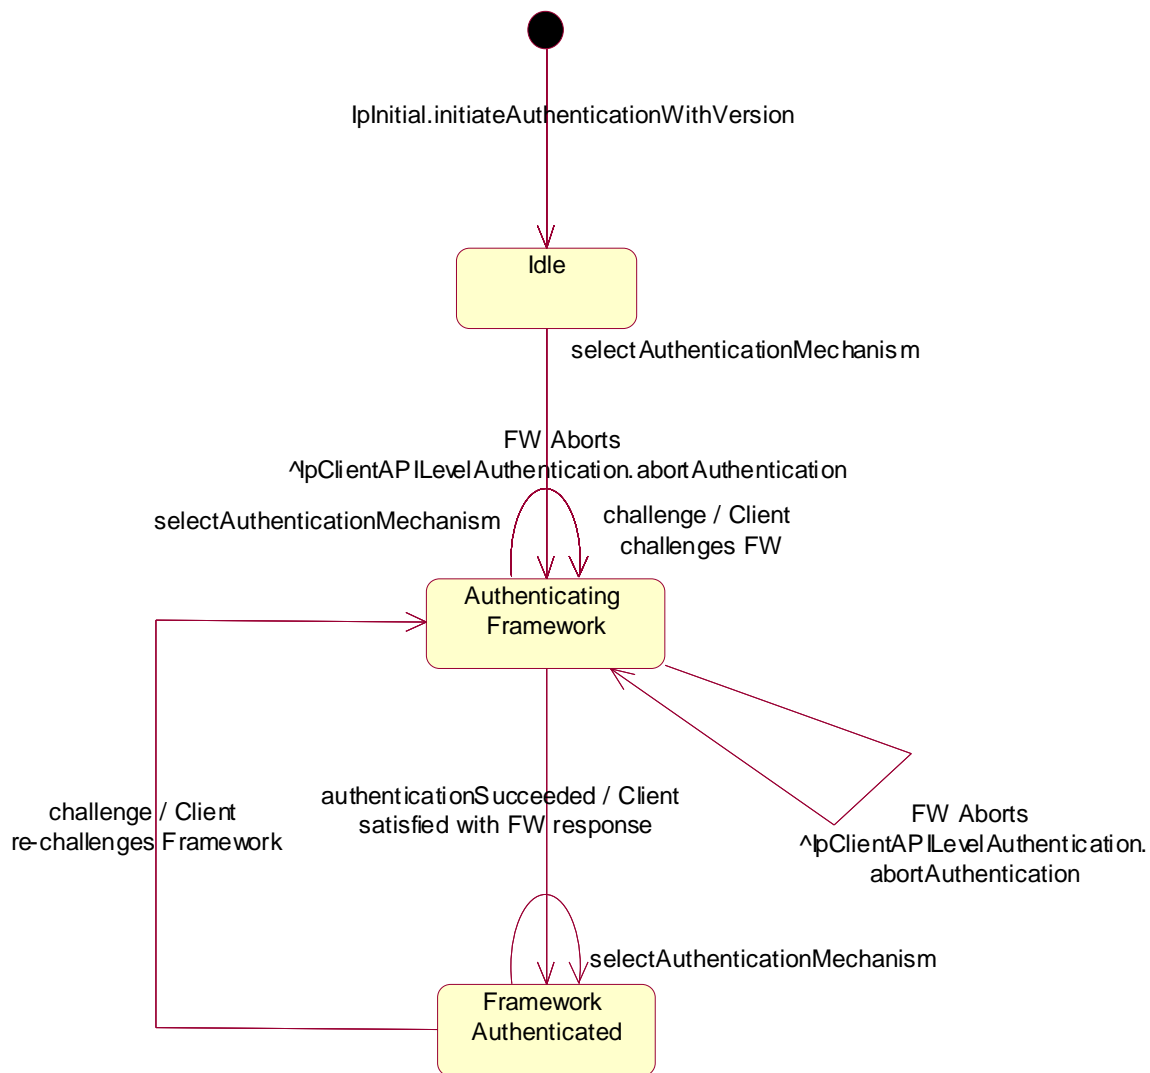 IpInitial.initiateAuthenticationWithVersion
Idle
selectAuthenticationMechanism
FW Aborts
^IpClientAPILevelAuthentication.abortAuthentication
selectAuthenticationMechanism
challenge / Client
challenges FW
Authenticating
Framework
authenticationSucceeded / Client
satisfied with FW response
challenge / Client
re-challenges Framework
FW Aborts
^IpClientAPILevelAuthentication.
abortAuthentication
selectAuthenticationMechanism
Framework
Authenticated